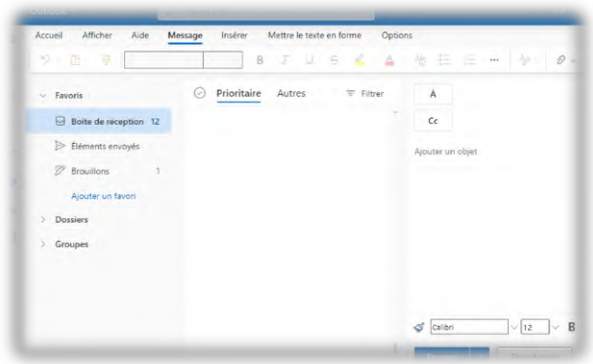 Outlook
Accueil Afficher Aide Message Insérer Mettre le texte en forme Options
B I U S
Favoris
Boîte de réception 12
Éléments envoyés
Brouillons 1
Ajouter un favori
Dossiers
Groupes
Prioritaire Autres Filtrer
À
Cc
Ajouter un objet
Calibri 12 B